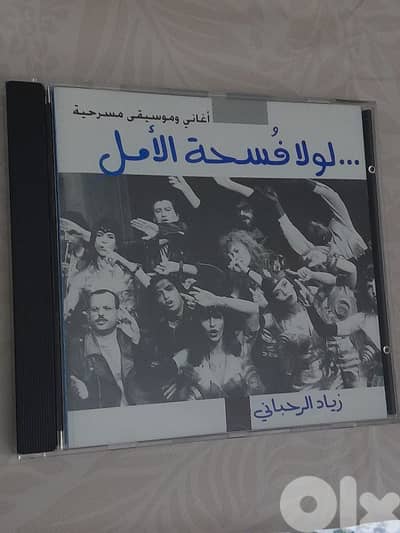 أغاني وموسيقى مسرحية
...لولا فُسحة الأمل
زياد الرحباني
OLX